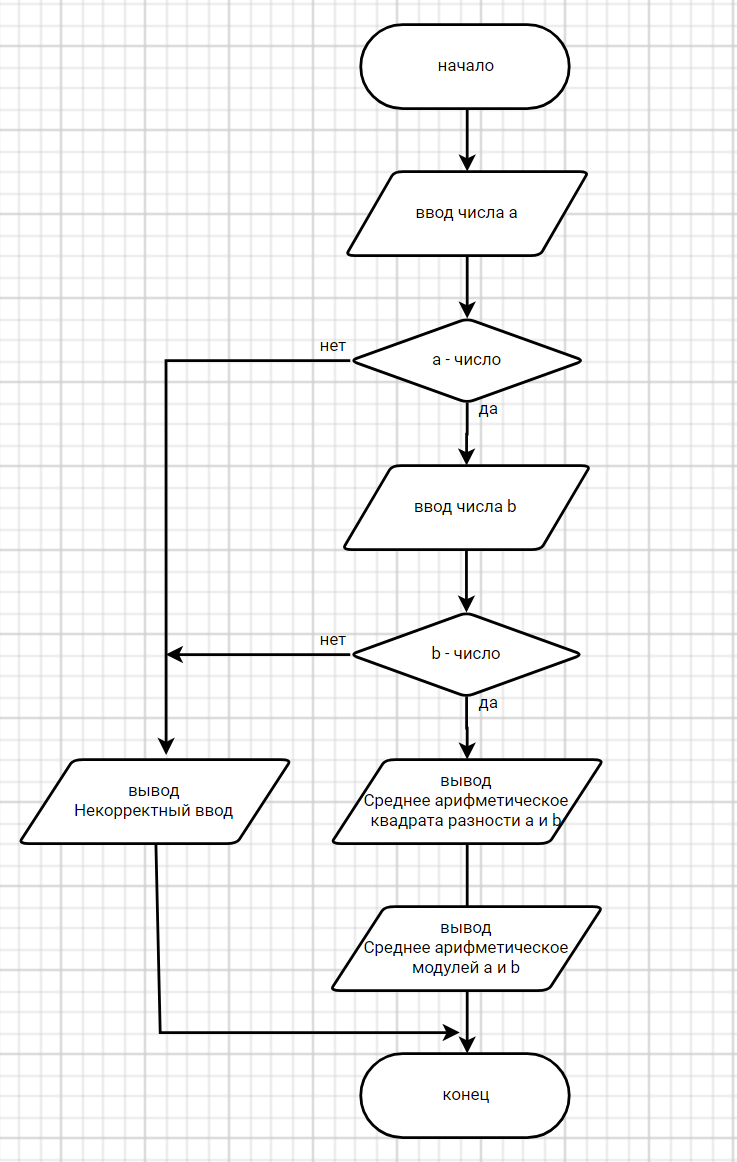 начало
ввод числа a
a - число
нет
да
ввод числа b
b - число
нет
да
вывод
Некорректный ввод
вывод
Среднее арифметическое
квадрата разности a и b
вывод
Среднее арифметическое
модулей a и b
конец